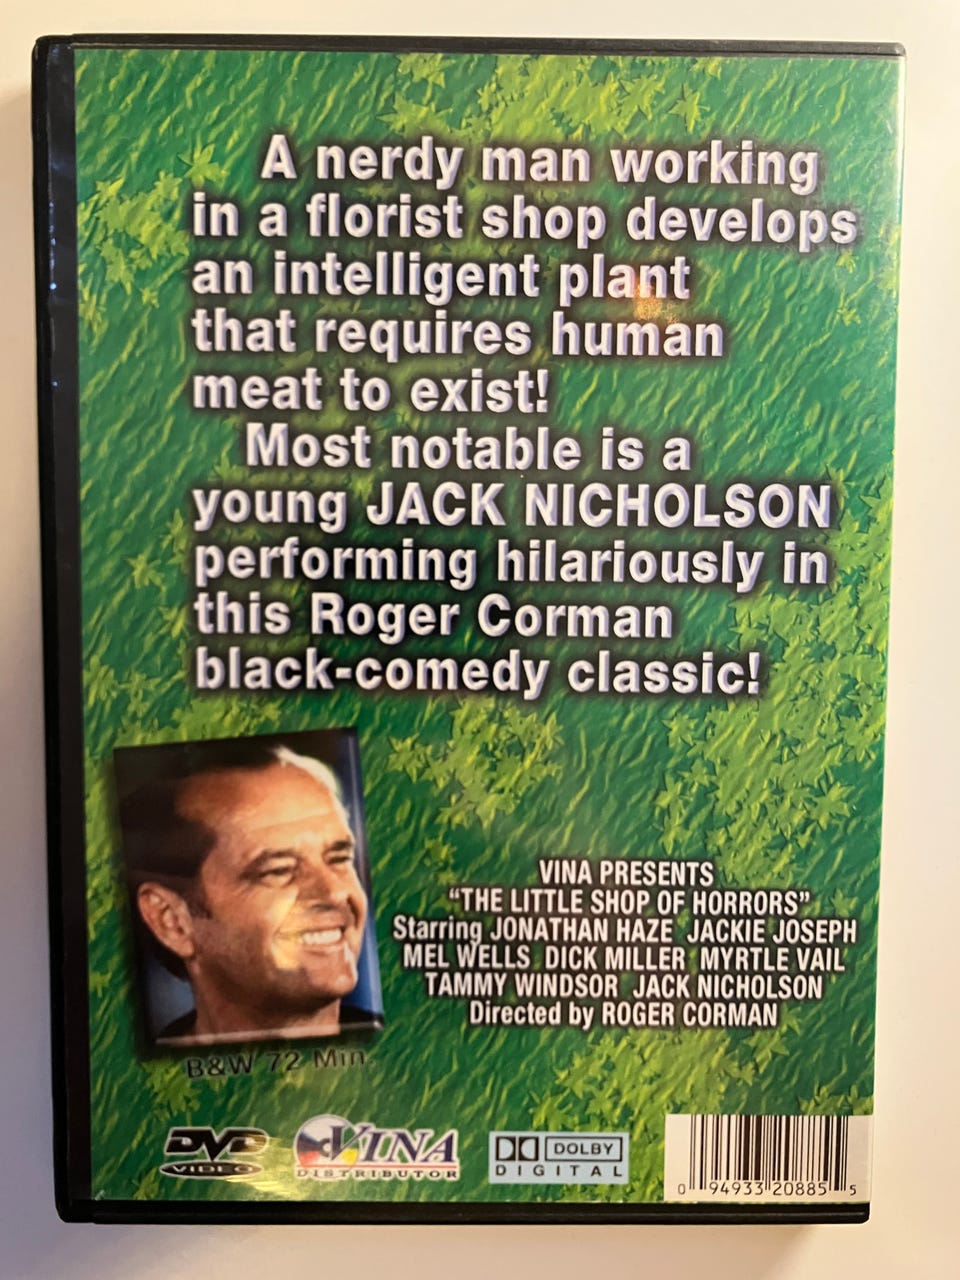 A nerdy man working
in a florist shop develops
an intelligent plant
that requires human
meat to exist!
Most notable is a
young JACK NICHOLSON
performing hilariously in
this Roger Corman
black-comedy classic!
VINA PRESENTS
“THE LITTLE SHOP OF HORRORS”
Starring JONATHAN HAZE JACKIE JOSEPH
MEL WELLS DICK MILLER MYRTLE VAIL
TAMMY WINDSOR JACK NICHOLSON
Directed by ROGER CORMAN
B&W 72 Min.
DVD
VIDEO
VINA
DISTRIBUTOR
DOLBY
DIGITAL
0 94933 20885 5